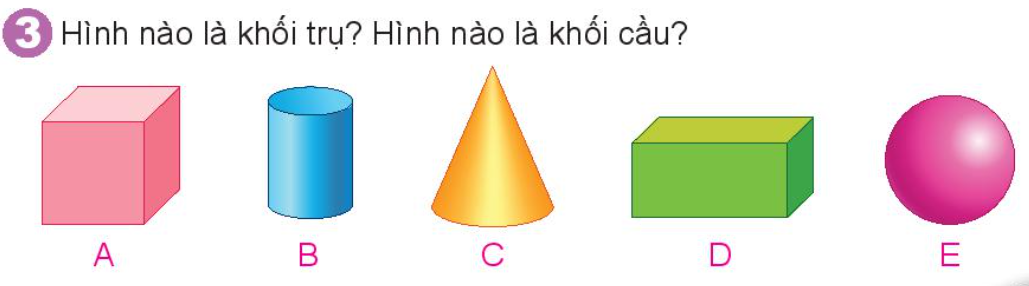 3 Hình nào là khối trụ? Hình nào là khối cầu?
A B C D E